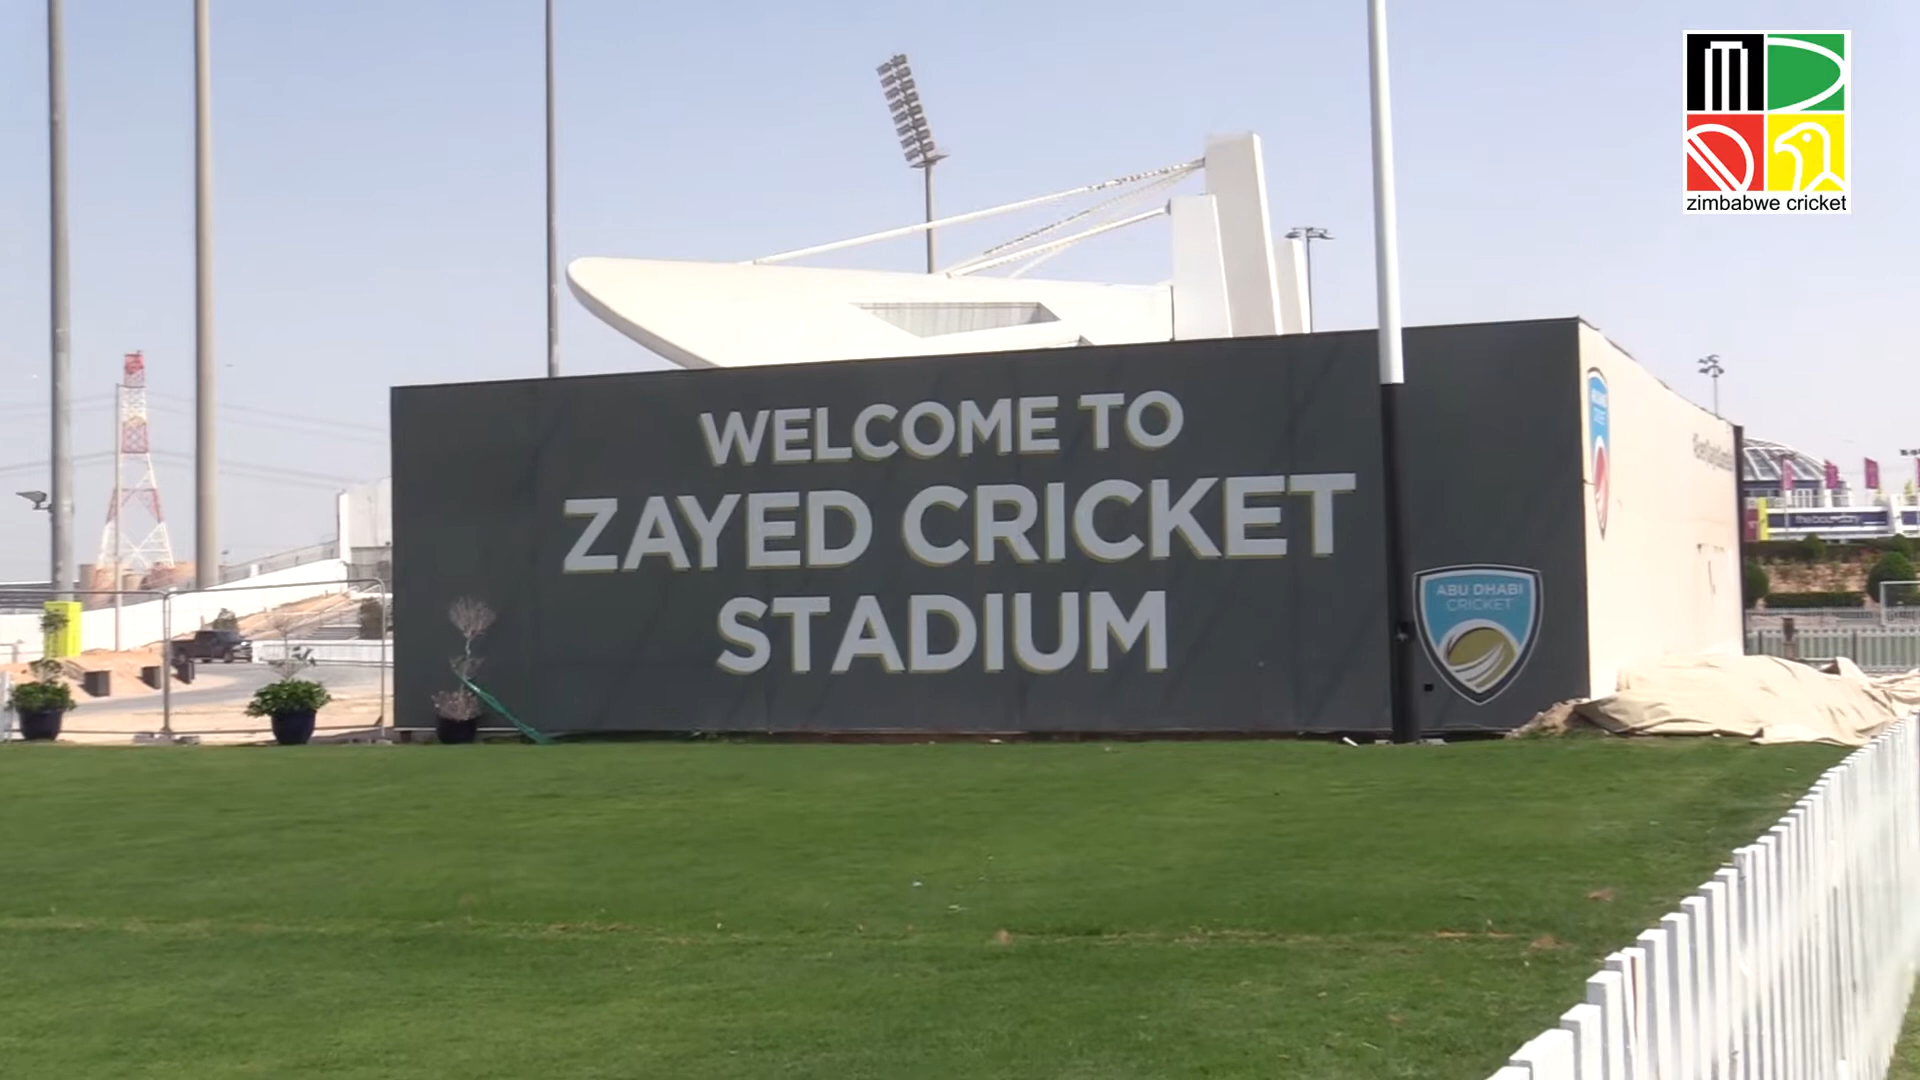 zimbabwe cricket
WELCOME TO
ZAYED CRICKET
STADIUM
ABU DHABI
CRICKET